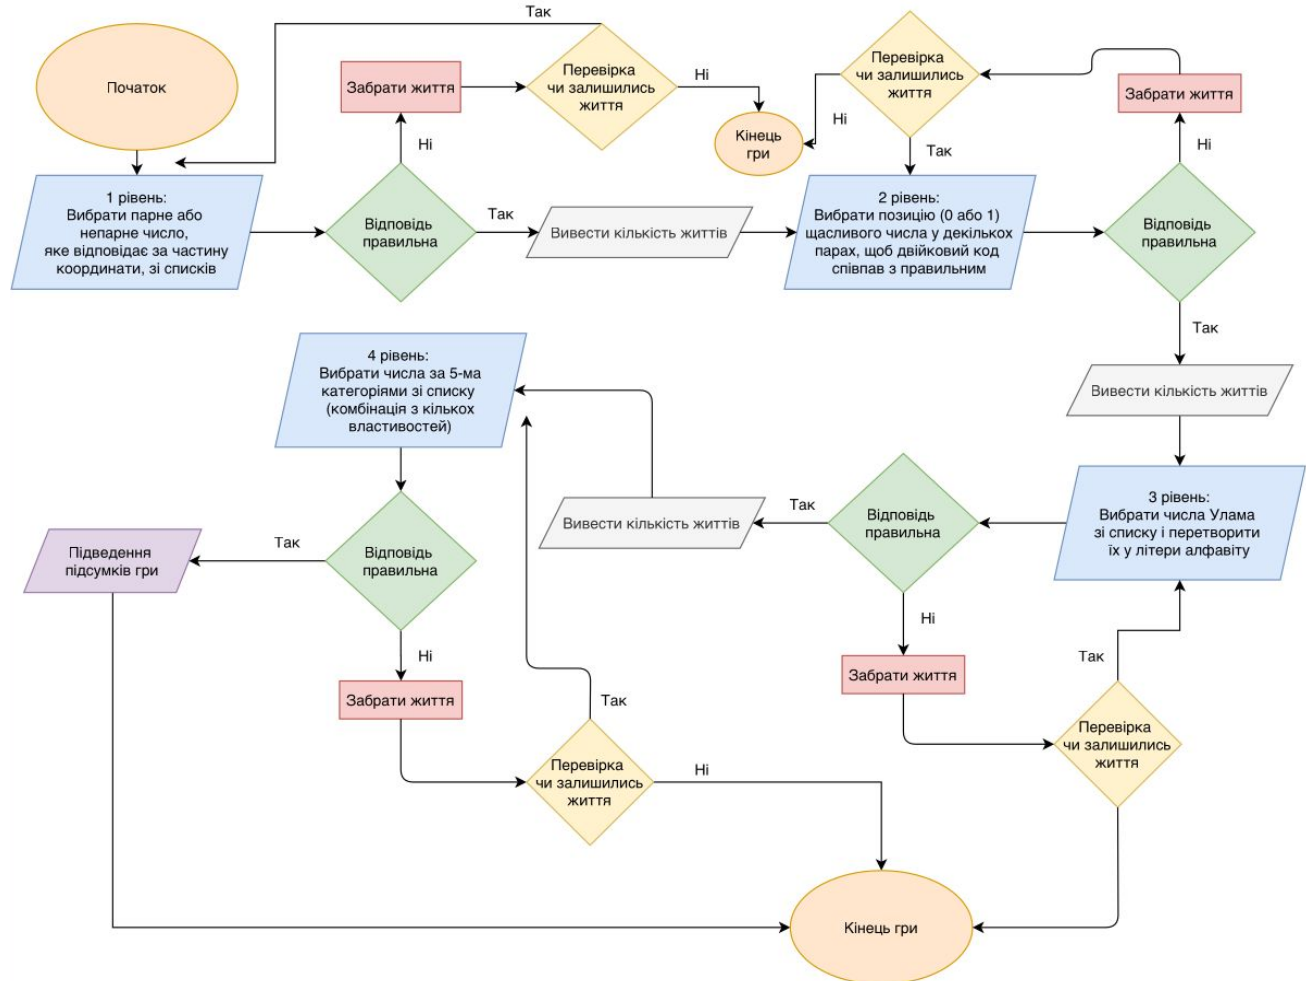 Так
Початок
Забрати життя
Перевірка
чи залишились
життя
Ні
Кінець
гри
Ні
Перевірка
чи залишились
життя
Забрати життя
Ні
Так
Ні
1 рівень:
Вибрати парне або
непарне число,
яке відповідає за частину
координати, зі списків
Відповідь
правильна
Так
Вивести кількість життів
2 рівень:
Вибрати позицію (0 або 1)
щасливого числа у декількох
парах, щоб двійковий код
співпав з правильним
Відповідь
правильна
Так
Вивести кількість життів
3 рівень:
Вибрати числа Улама
зі списку і перетворити
їх у літери алфавіту
Відповідь
правильна
Так
Вивести кількість життів
Ні
Забрати життя
Так
Перевірка
чи залишились
життя
4 рівень:
Вибрати числа за 5-ма
категоріями зі списку
(комбінація з кількох
властивостей)
Відповідь
правильна
Так
Підведення
підсумків гри
Ні
Забрати життя
Так
Перевірка
чи залишились
життя
Ні
Кінець гри